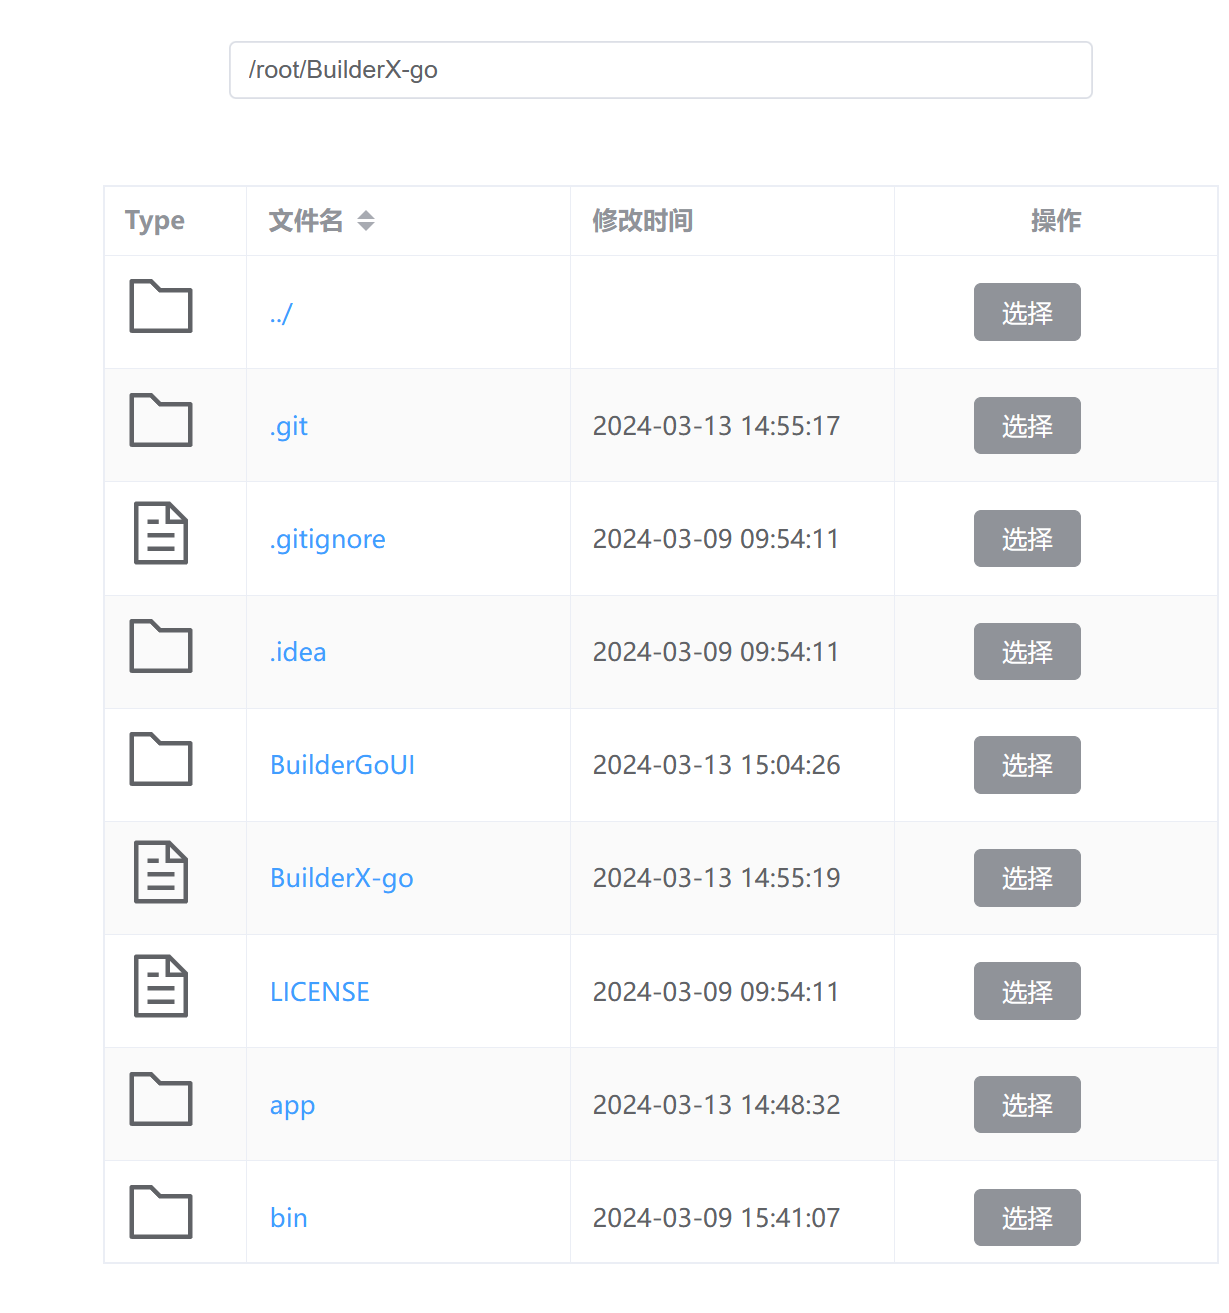 /root/BuilderX-go
Type 文件名 修改时间 操作
../ 选择
.git 2024-03-13 14:55:17 选择
.gitignore 2024-03-09 09:54:11 选择
.idea 2024-03-09 09:54:11 选择
BuilderGoUI 2024-03-13 15:04:26 选择
BuilderX-go 2024-03-13 14:55:19 选择
LICENSE 2024-03-09 09:54:11 选择
app 2024-03-13 14:48:32 选择
bin 2024-03-09 15:41:07 选择